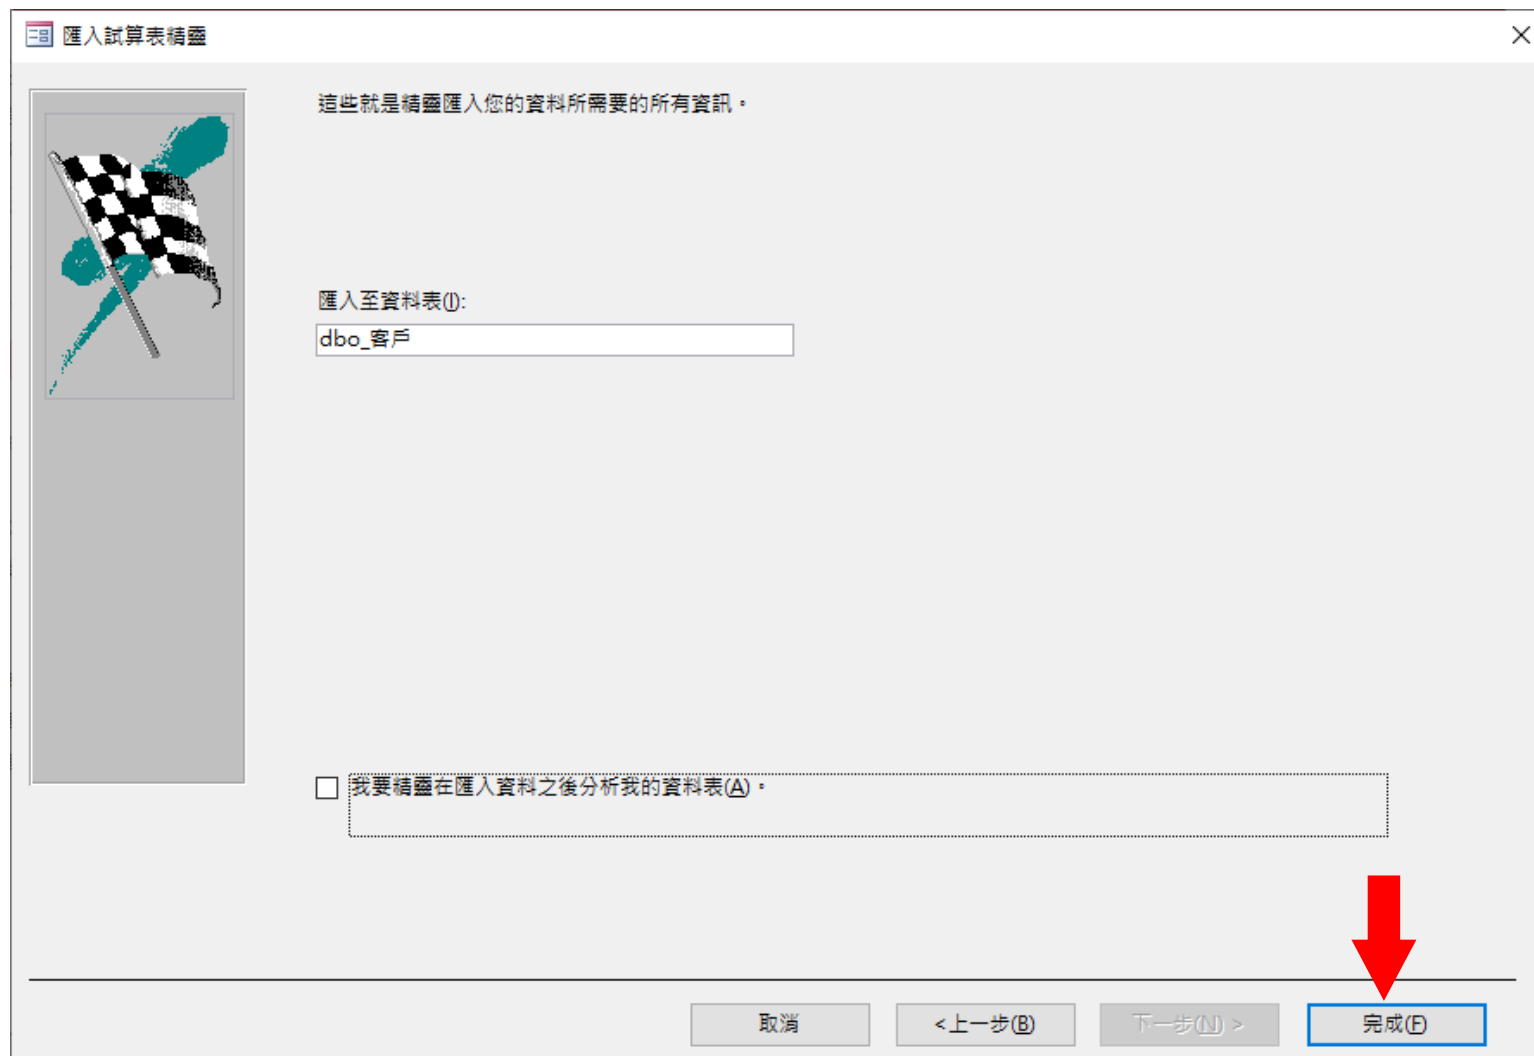 匯入試算表精靈
這些就是精靈匯入您的資料所需要的所有資訊。
匯入至資料表(I):
dbo_客戶
我要精靈在匯入資料之後分析我的資料表(A)。
取消
<上一步(B)
下一步(N) >
完成(F)